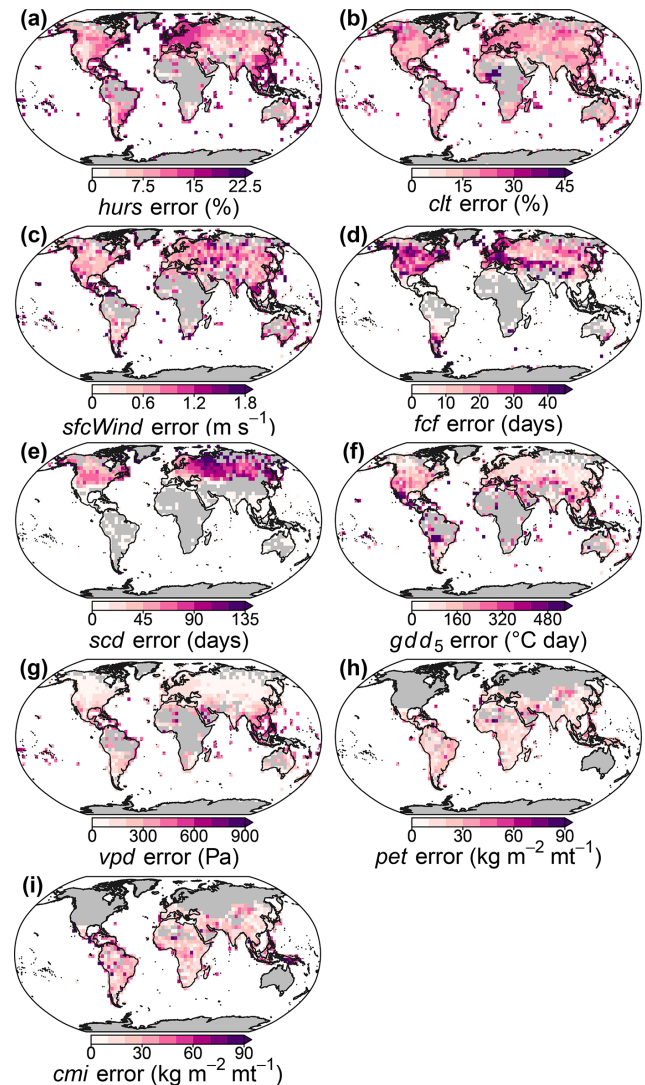 (a) (b)
0 7.5 15 22.5 0 15 30 45
hurs error (%) clt error (%)
(c) (d)
0 0.6 1.2 1.8 0 10 20 30 40
sfcWind error (m s⁻¹) fcf error (days)
(e) (f)
0 45 90 135 0 160 320 480
scd error (days) gdd₅ error (°C day)
(g) (h)
0 300 600 900 0 30 60 90
vpd error (Pa) pet error (kg m⁻² mt⁻¹)
(i)
0 30 60 90
cmi error (kg m⁻² mt⁻¹)